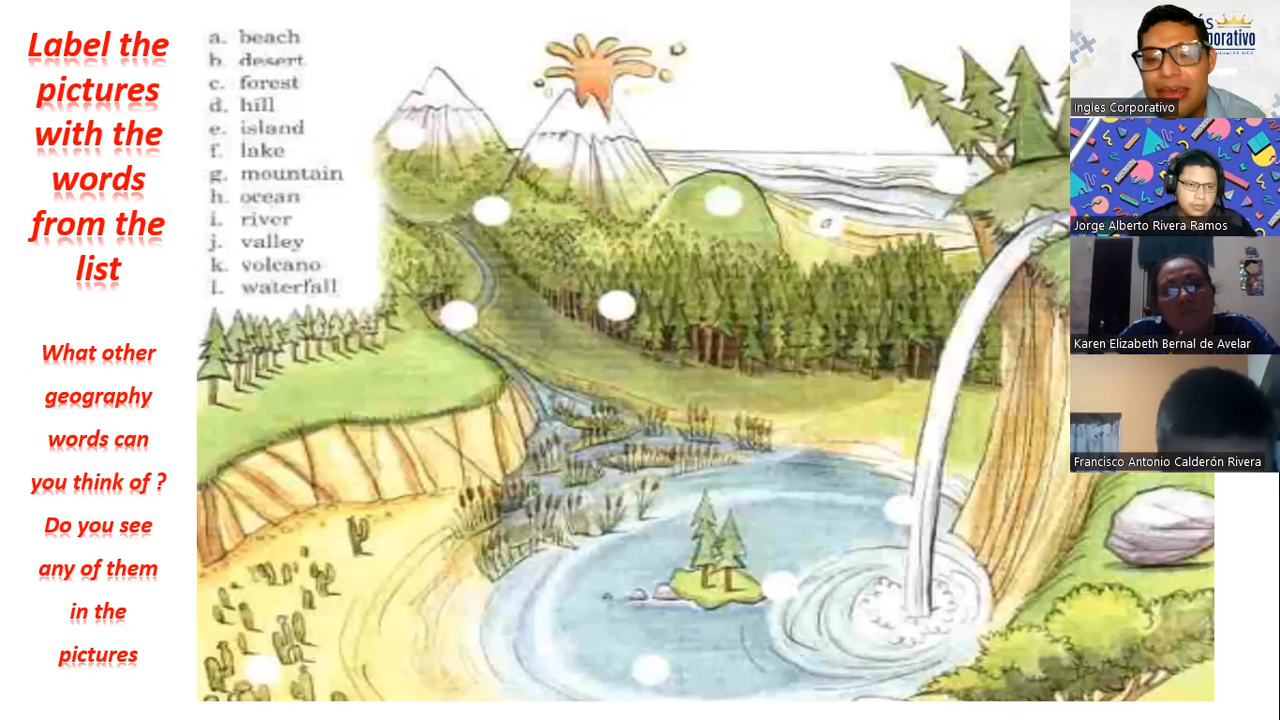 Label the
pictures
with the
words
from the
list
What other
geography
words can
you think of ?
Do you see
any of them
in the
pictures
a. beach
b. desert
c. forest
d. hill
e. island
f. lake
g. mountain
h. ocean
i. river
j. valley
k. volcano
l. waterfall
a
porativo
Ingles Corporativo
Jorge Alberto Rivera Ramos
Karen Elizabeth Bernal de Avelar
Francisco Antonio Calderón Rivera